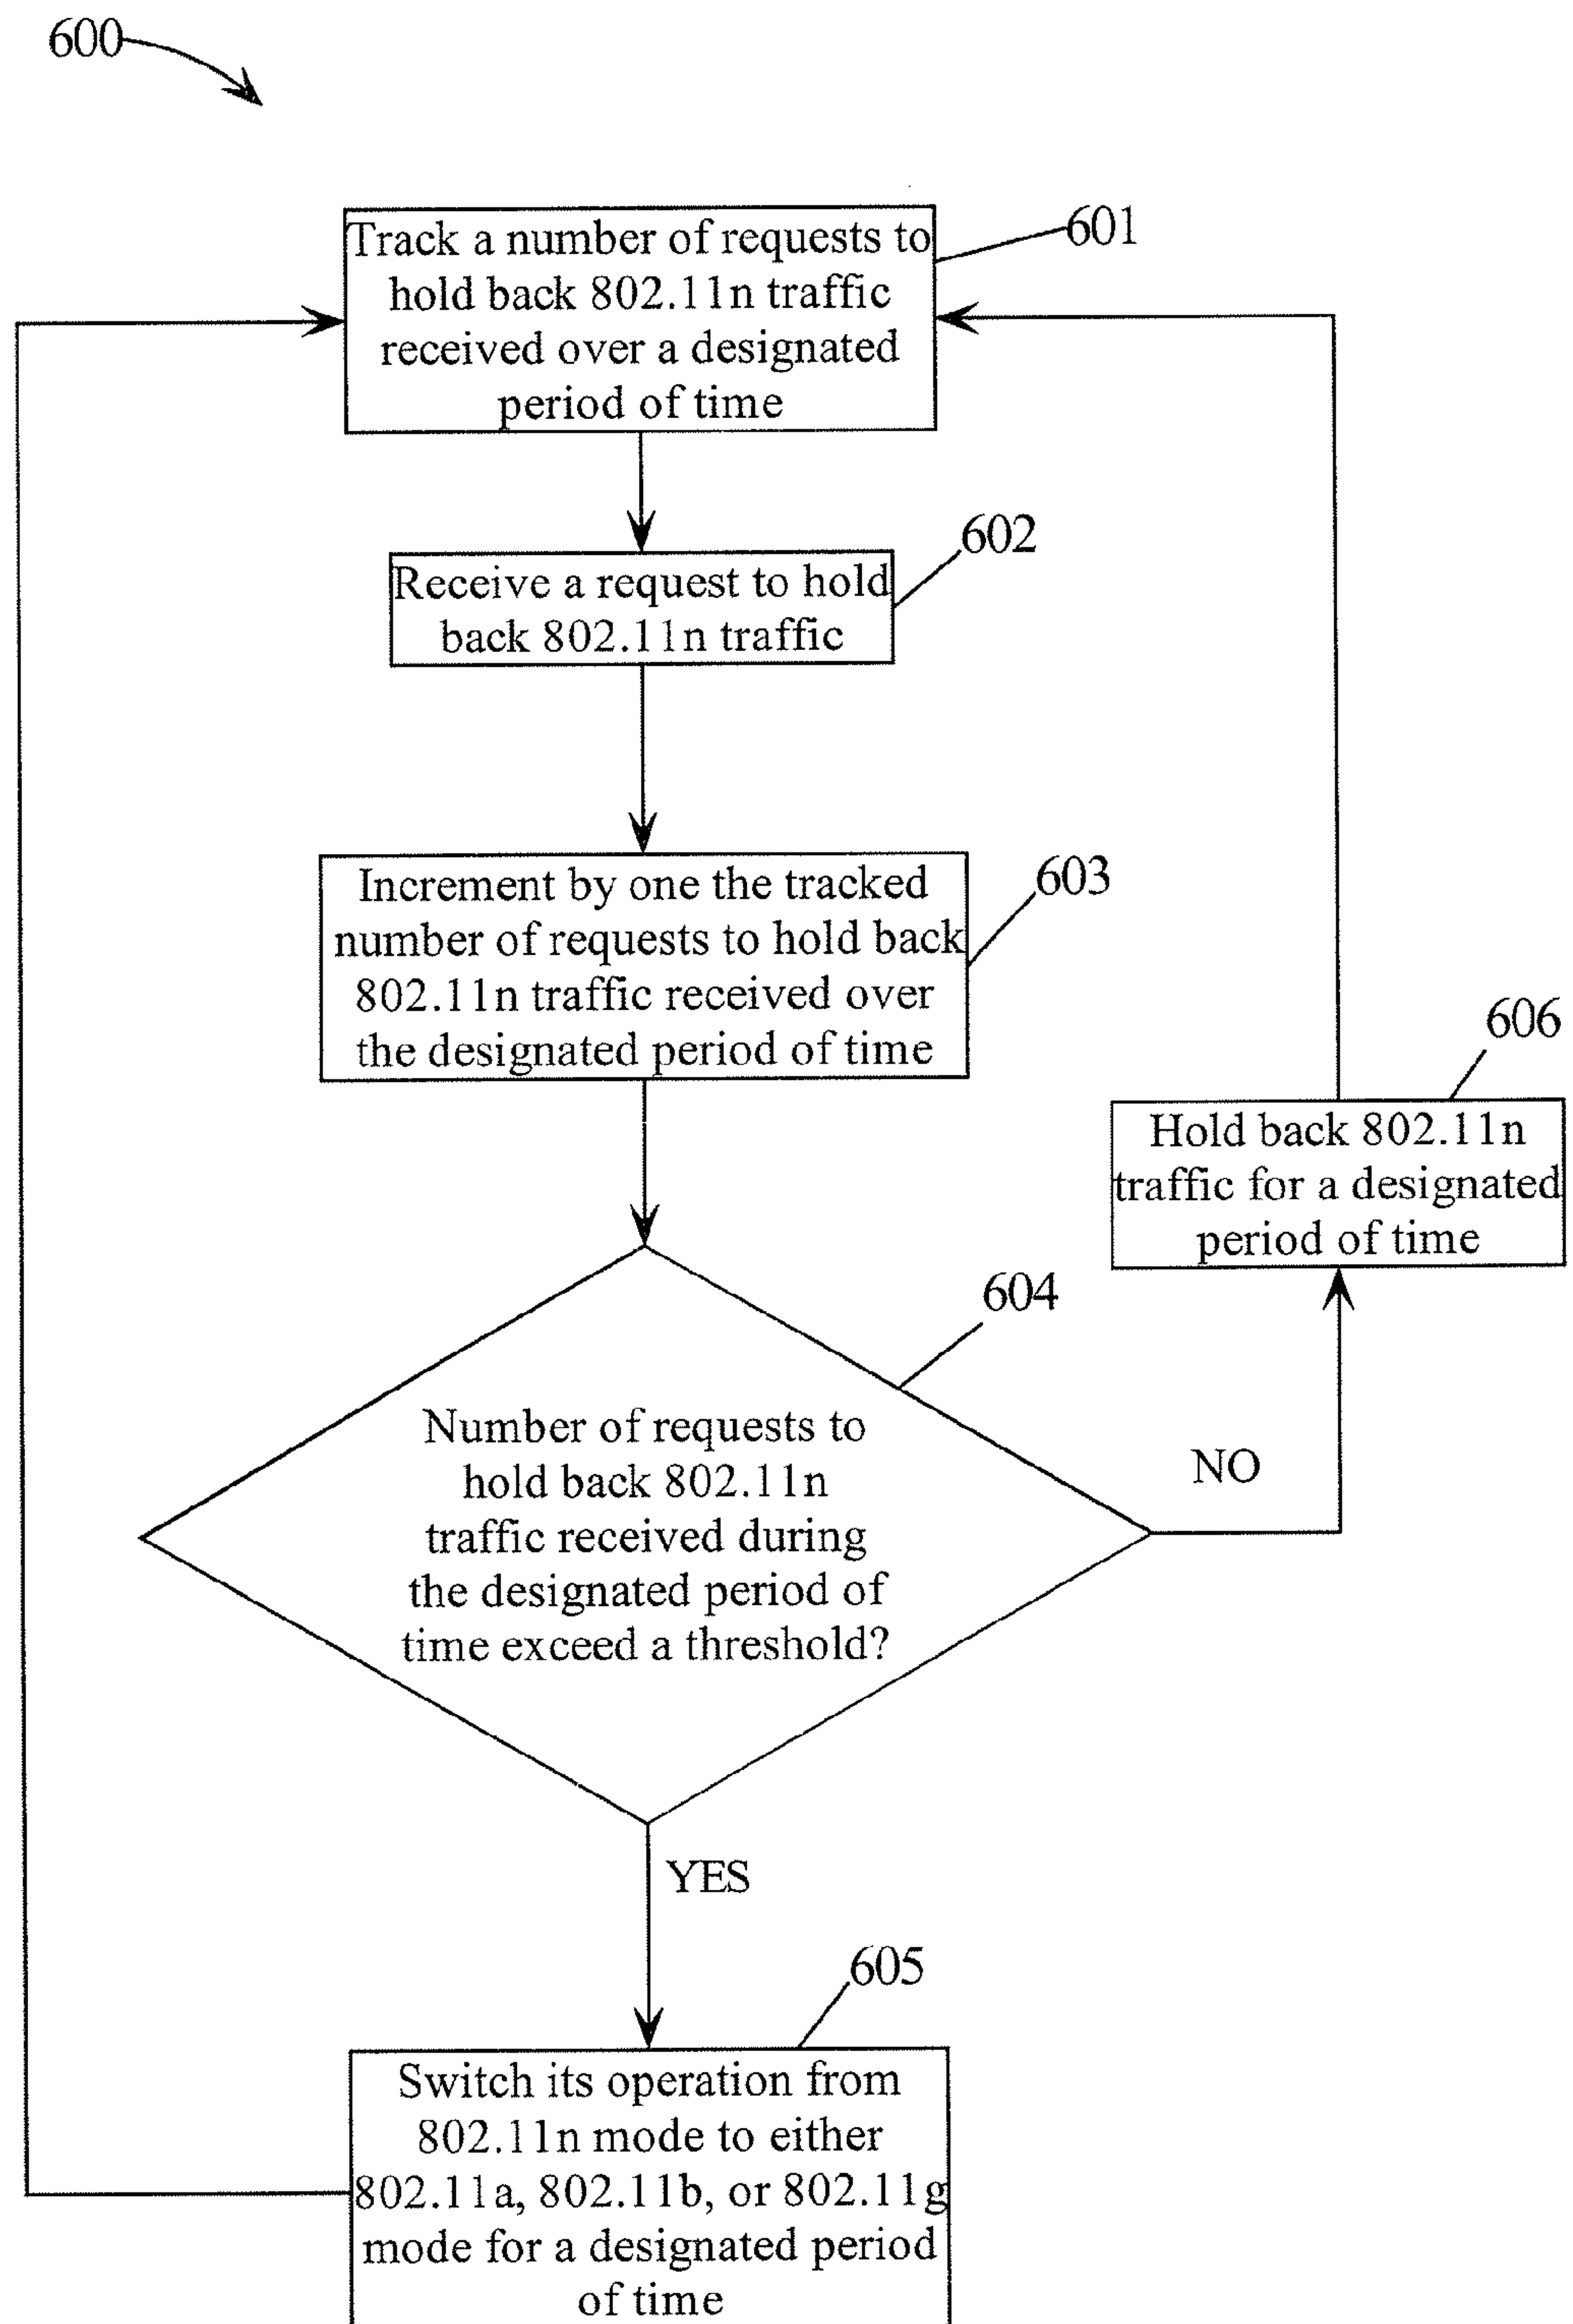 600
Track a number of requests to
hold back 802.11n traffic
received over a designated
period of time
601
Receive a request to hold
back 802.11n traffic
602
Increment by one the tracked
number of requests to hold back
802.11n traffic received over
the designated period of time
603
Hold back 802.11n
traffic for a designated
period of time
606
Number of requests to
hold back 802.11n
traffic received during
the designated period of
time exceed a threshold?
604
NO
YES
605
Switch its operation from
802.11n mode to either
802.11a, 802.11b, or 802.11g
mode for a designated period
of time